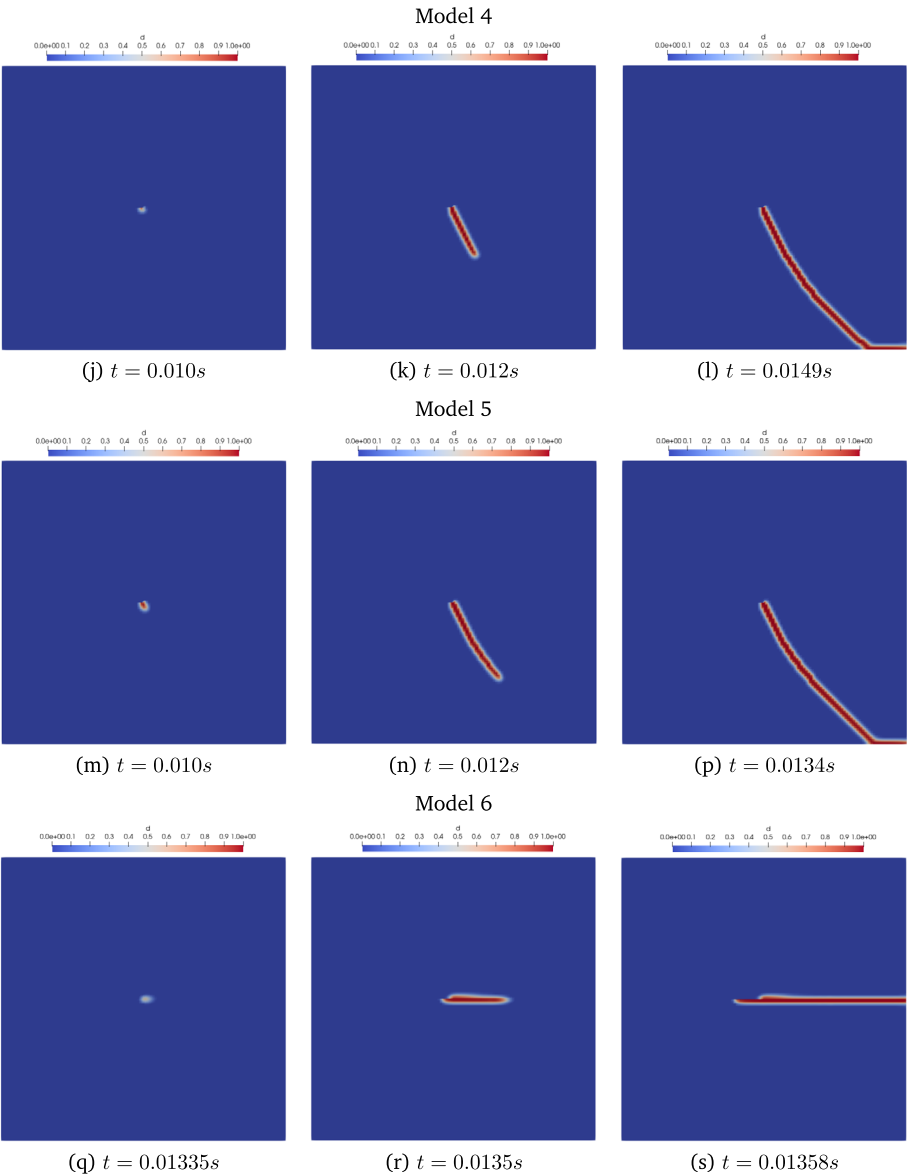 Model 4
d d d
0.0e+00 0.1 0.2 0.3 0.4 0.5 0.6 0.7 0.8 1.0e+00 0.0e+00 0.1 0.2 0.3 0.4 0.5 0.6 0.7 0.8 1.0e+00 0.0e+00 0.1 0.2 0.3 0.4 0.5 0.6 0.7 0.8 1.0e+00
(j) t = 0.010s (k) t = 0.012s (l) t = 0.0149s
Model 5
d d d
0.0e+00 0.1 0.2 0.3 0.4 0.5 0.6 0.7 0.8 1.0e+00 0.0e+00 0.1 0.2 0.3 0.4 0.5 0.6 0.7 0.8 1.0e+00 0.0e+00 0.1 0.2 0.3 0.4 0.5 0.6 0.7 0.8 1.0e+00
(m) t = 0.010s (n) t = 0.012s (p) t = 0.0134s
Model 6
d d d
0.0e+00 0.1 0.2 0.3 0.4 0.5 0.6 0.7 0.8 0.9 1.0e+00 0.0e+00 0.1 0.2 0.3 0.4 0.5 0.6 0.7 0.8 0.9 1.0e+00 0.0e+00 0.1 0.2 0.3 0.4 0.5 0.6 0.7 0.8 0.9 1.0e+00
(q) t = 0.01335s (r) t = 0.0135s (s) t = 0.01358s